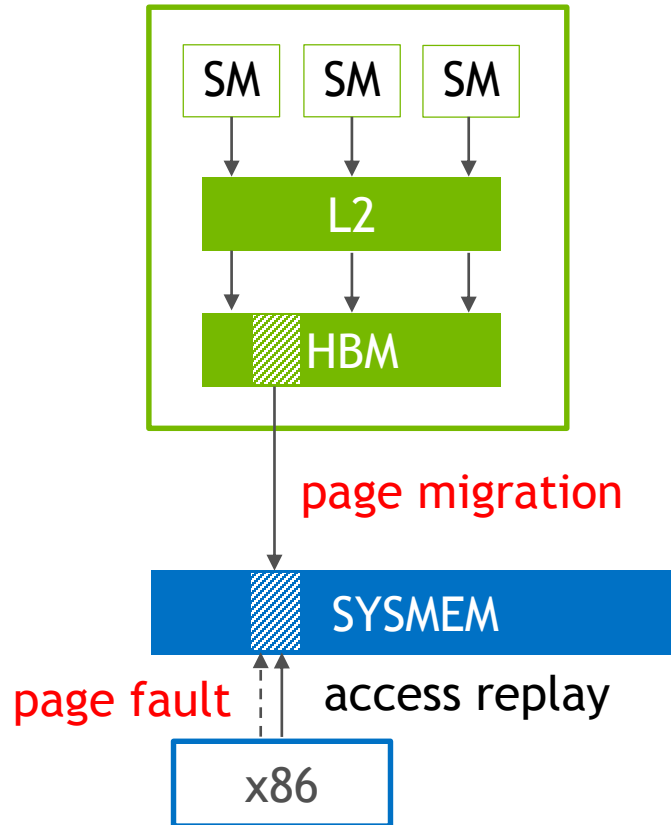 SM SM SM
L2
HBM
page migration
SYSMEM
page fault
access replay
x86